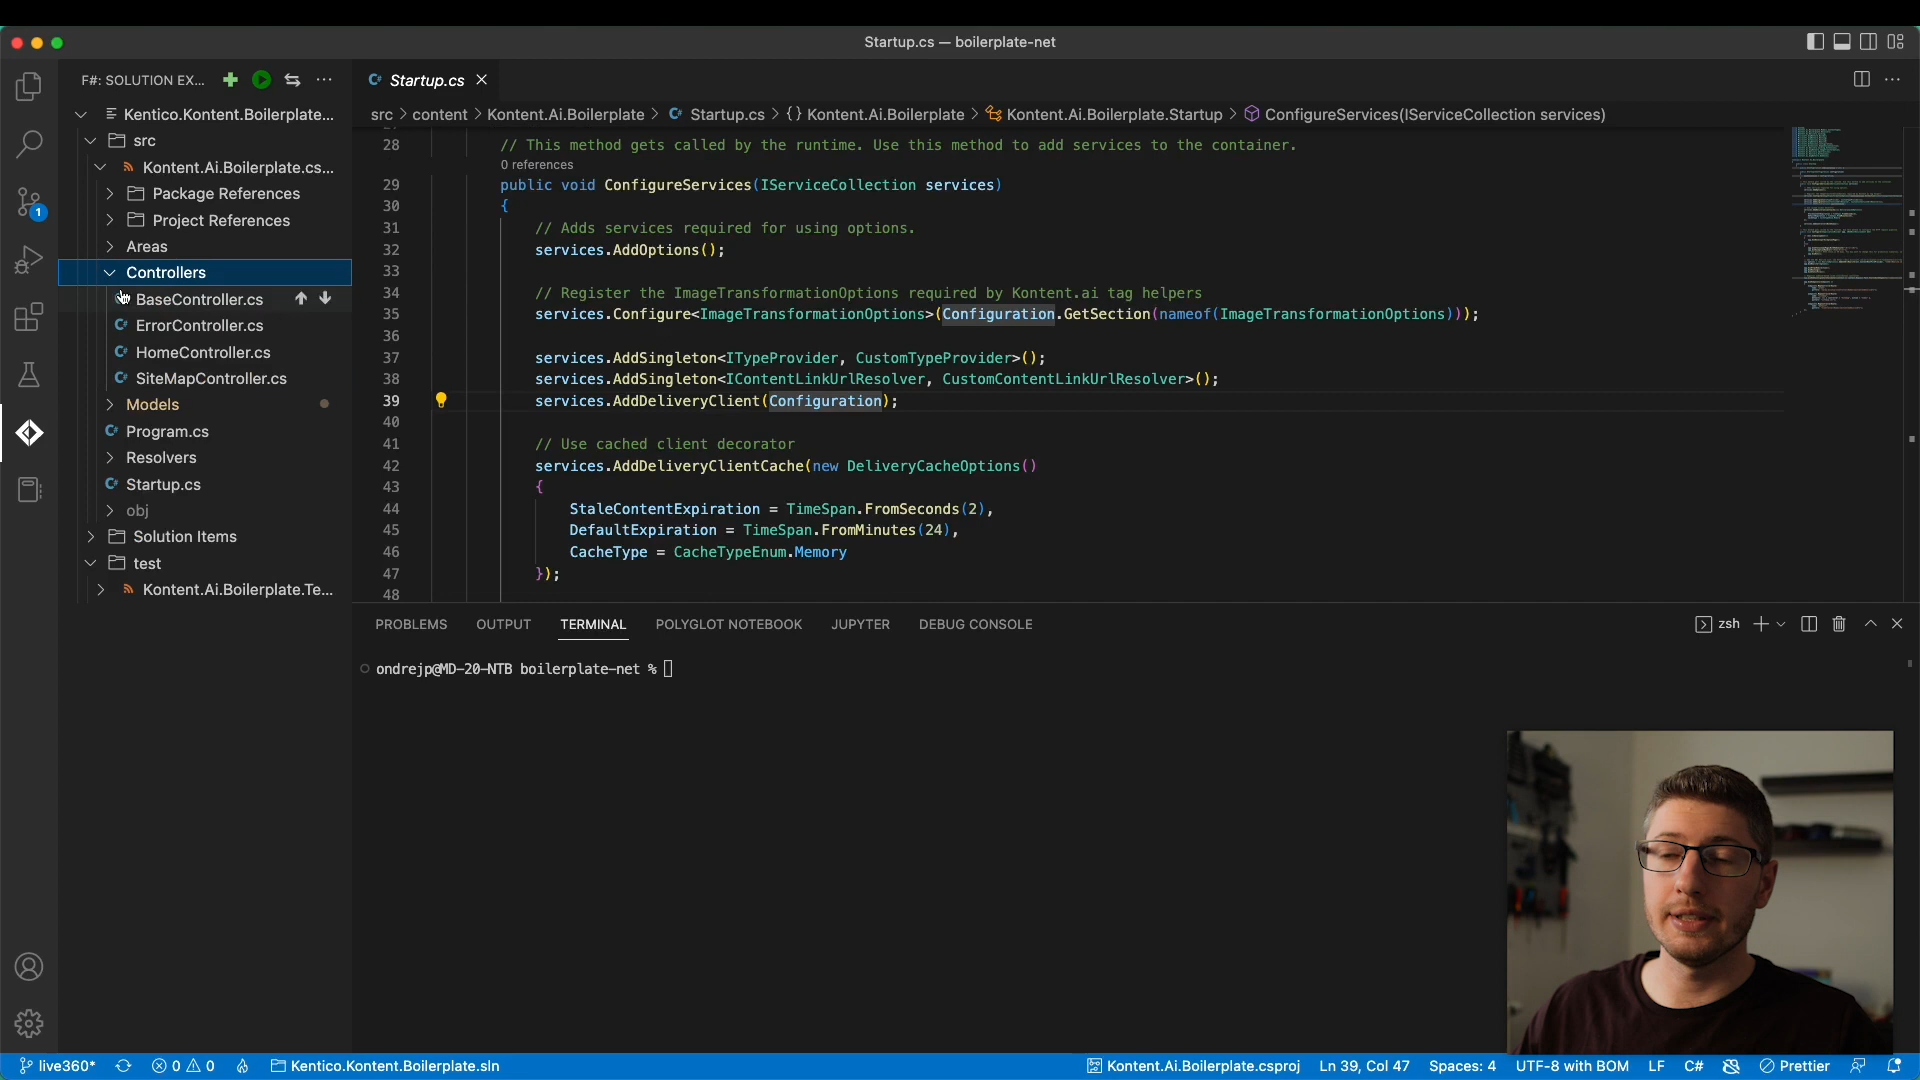 Startup.cs — boilerplate-net
F#: SOLUTION EX...
Startup.cs
Kentico.Kontent.Boilerplate...
src > content > Kontent.Ai.Boilerplate > Startup.cs > {} Kontent.Ai.Boilerplate > Kontent.Ai.Boilerplate.Startup > ConfigureServices(IServiceCollection services)
src
Kontent.Ai.Boilerplate.cs...
Package References
Project References
Areas
Controllers
BaseController.cs
ErrorController.cs
HomeController.cs
SiteMapController.cs
Models
Program.cs
Resolvers
Startup.cs
obj
Solution Items
test
Kontent.Ai.Boilerplate.Te...
1
28 // This method gets called by the runtime. Use this method to add services to the container.
0 references
29 public void ConfigureServices(IServiceCollection services)
30 {
31 // Adds services required for using options.
32 services.AddOptions();
33
34 // Register the ImageTransformationOptions required by Kontent.ai tag helpers
35 services.Configure<ImageTransformationOptions>(Configuration.GetSection(nameof(ImageTransformationOptions)));
36
37 services.AddSingleton<ITypeProvider, CustomTypeProvider>();
38 services.AddSingleton<IContentLinkUrlResolver, CustomContentLinkUrlResolver>();
39 services.AddDeliveryClient(Configuration);
40
41 // Use cached client decorator
42 services.AddDeliveryClientCache(new DeliveryCacheOptions()
43 {
44 StaleContentExpiration = TimeSpan.FromSeconds(2),
45 DefaultExpiration = TimeSpan.FromMinutes(24),
46 CacheType = CacheTypeEnum.Memory
47 });
48
PROBLEMS OUTPUT TERMINAL POLYGLOT NOTEBOOK JUPYTER DEBUG CONSOLE
zsh
ondrejp@MD-20-NTB boilerplate-net %
live360* 0 0 Kentico.Kontent.Boilerplate.sln
Kontent.Ai.Boilerplate.csproj Ln 39, Col 47 Spaces: 4 UTF-8 with BOM LF C# Prettier